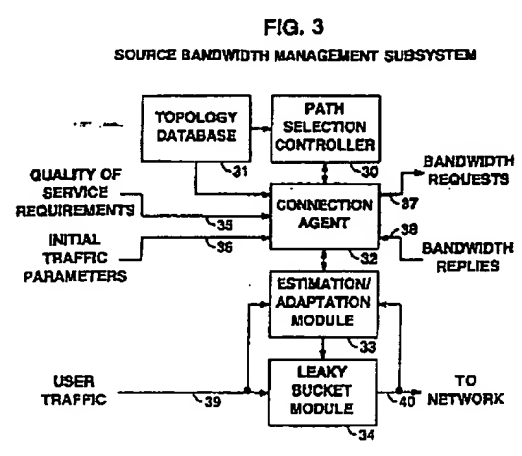 FIG. 3
SOURCE BANDWIDTH MANAGEMENT SUBSYSTEM
TOPOLOGY
DATABASE
31
PATH
SELECTION
CONTROLLER
30
QUALITY OF
SERVICE
REQUIREMENTS
35
INITIAL
TRAFFIC
PARAMETERS
36
CONNECTION
AGENT
32
BANDWIDTH
REQUESTS
37
38
BANDWIDTH
REPLIES
ESTIMATION/
ADAPTATION
MODULE
33
USER
TRAFFIC
39
LEAKY
BUCKET
MODULE
34
40
TO
NETWORK